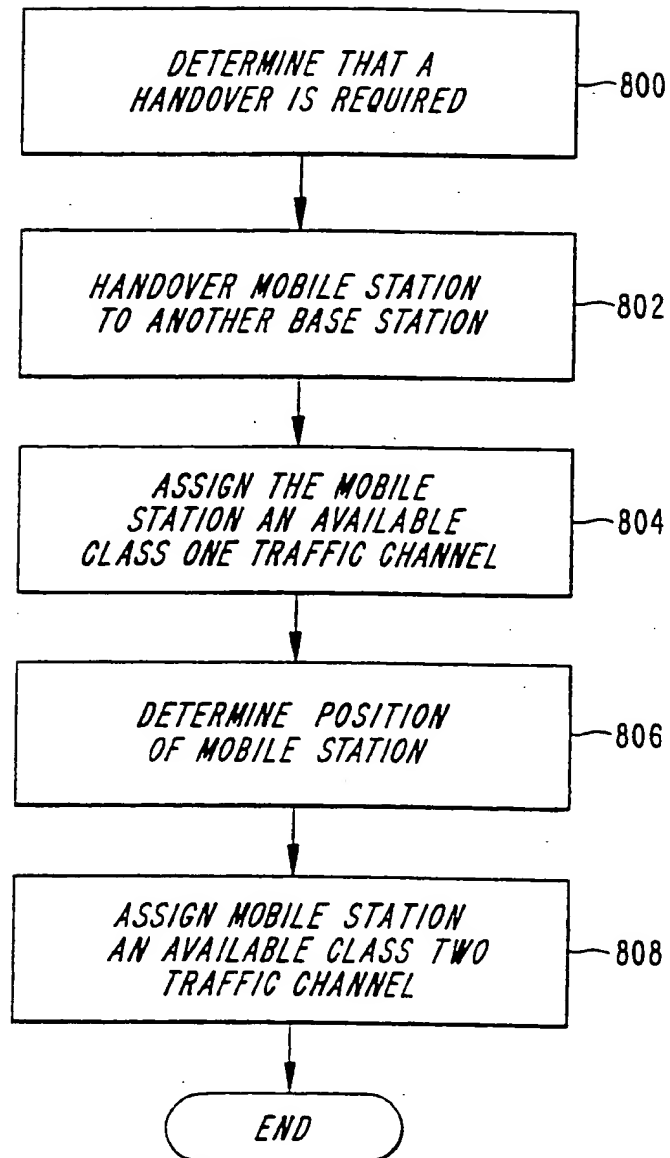 DETERMINE THAT A
HANDOVER IS REQUIRED
800
HANDOVER MOBILE STATION
TO ANOTHER BASE STATION
802
ASSIGN THE MOBILE
STATION AN AVAILABLE
CLASS ONE TRAFFIC CHANNEL
804
DETERMINE POSITION
OF MOBILE STATION
806
ASSIGN MOBILE STATION
AN AVAILABLE CLASS TWO
TRAFFIC CHANNEL
808
END